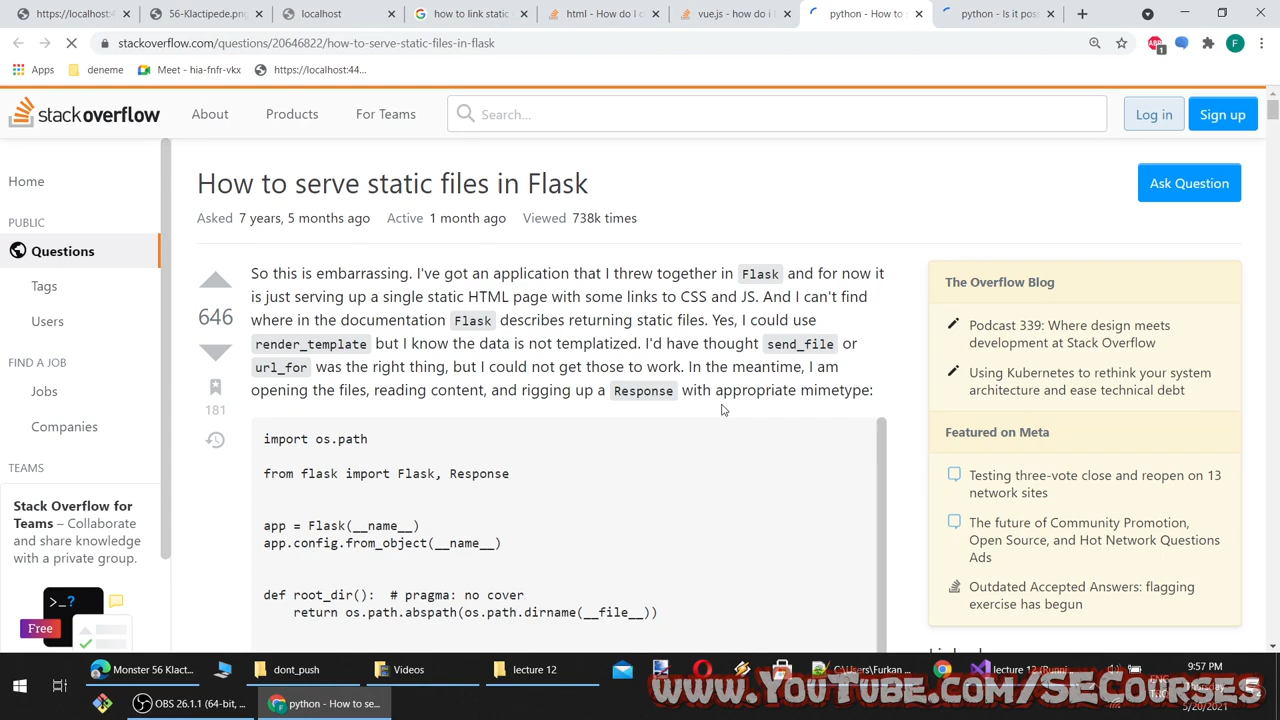 https://localhost:44
56-Klactipede.png
localhost
how to link static c
html - How do I c
vue.js - how do i l
python - How to s
python - Is it poss
stackoverflow.com/questions/20646822/how-to-serve-static-files-in-flask
1
F
Apps
deneme
Meet - hia-fnfr-vkx
https://localhost:44...
stackoverflow
About
Products
For Teams
Search...
Log in
Sign up
Home
PUBLIC
Questions
Tags
Users
FIND A JOB
Jobs
Companies
TEAMS
Stack Overflow for
Teams – Collaborate
and share knowledge
with a private group.
>_?
Free
How to serve static files in Flask
Ask Question
Asked 7 years, 5 months ago Active 1 month ago Viewed 738k times
646
181
So this is embarrassing. I've got an application that I threw together in Flask and for now it
is just serving up a single static HTML page with some links to CSS and JS. And I can't find
where in the documentation Flask describes returning static files. Yes, I could use
render_template but I know the data is not templatized. I'd have thought send_file or
url_for was the right thing, but I could not get those to work. In the meantime, I am
opening the files, reading content, and rigging up a Response with appropriate mimetype:
import os.path
from flask import Flask, Response
app = Flask(__name__)
app.config.from_object(__name__)
def root_dir():  # pragma: no cover
return os.path.abspath(os.path.dirname(__file__))
The Overflow Blog
Podcast 339: Where design meets
development at Stack Overflow
Using Kubernetes to rethink your system
architecture and ease technical debt
Featured on Meta
Testing three-vote close and reopen on 13
network sites
The future of Community Promotion,
Open Source, and Hot Network Questions
Ads
Outdated Accepted Answers: flagging
exercise has begun
Monster 56 Klact...
dont_push
Videos
lecture 12
C:\Users\Furkan
lecture 12 (Runni
9:57 PM
Thursday
5/20/2021
ENG
OBS 26.1.1 (64-bit, ...
python - How to se...
www.YouTube.com/SECourses